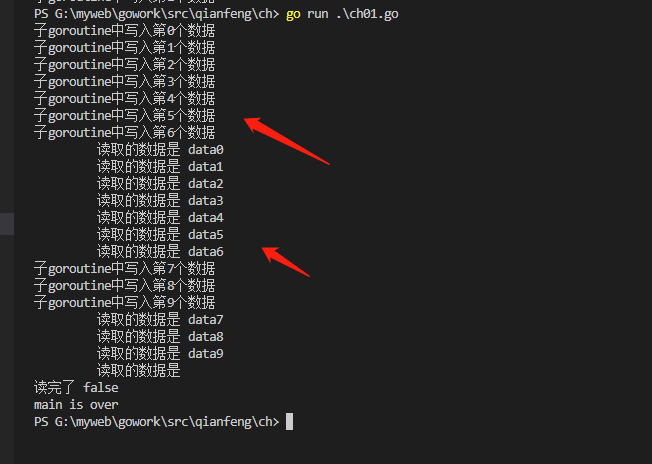 PS G:\myweb\gowork\src\qianfeng\ch> go run .\ch01.go
子goroutine中写入第0个数据
子goroutine中写入第1个数据
子goroutine中写入第2个数据
子goroutine中写入第3个数据
子goroutine中写入第4个数据
子goroutine中写入第5个数据
子goroutine中写入第6个数据
读取的数据是 data0
读取的数据是 data1
读取的数据是 data2
读取的数据是 data3
读取的数据是 data4
读取的数据是 data5
读取的数据是 data6
子goroutine中写入第7个数据
子goroutine中写入第8个数据
子goroutine中写入第9个数据
读取的数据是 data7
读取的数据是 data8
读取的数据是 data9
读取的数据是
读完了 false
main is over
PS G:\myweb\gowork\src\qianfeng\ch>